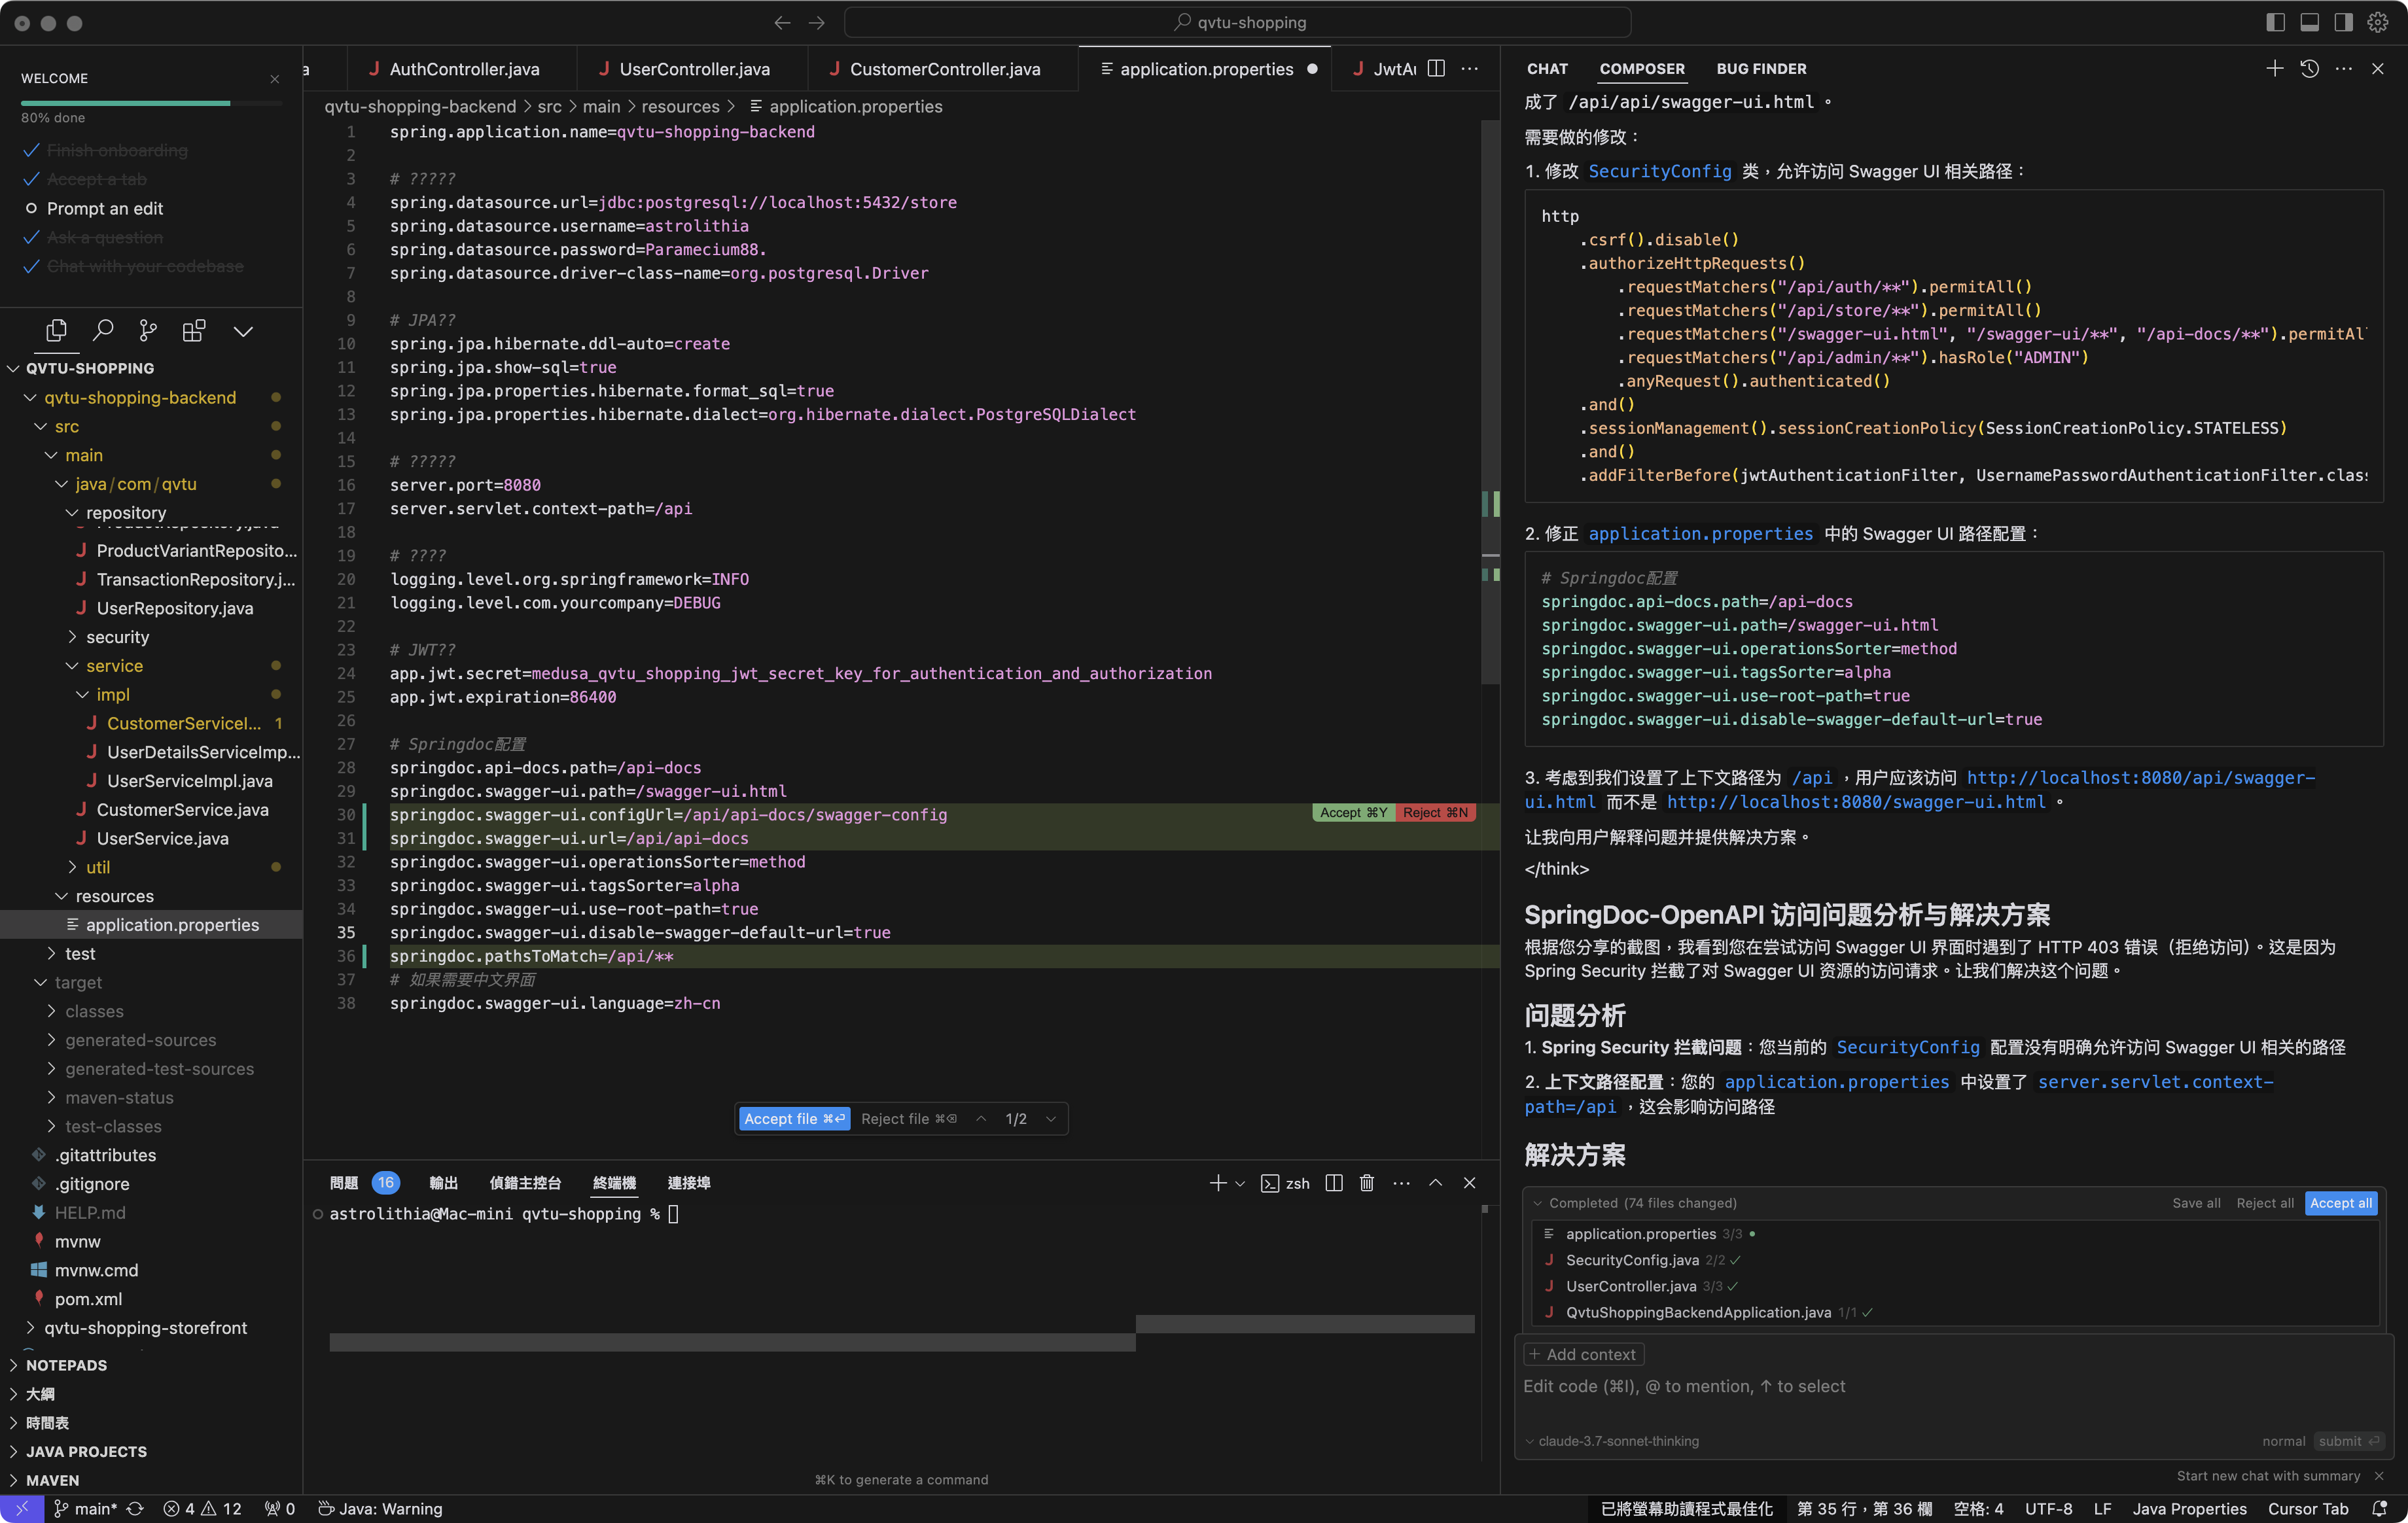 qvtu-shopping
WELCOME
80% done
Finish onboarding
Accept a tab
Prompt an edit
Ask a question
Chat with your codebase
QVTU-SHOPPING
qvtu-shopping-backend
src
main
java/com/qvtu
repository
ProductRepository.java
ProductVariantReposito...
TransactionRepository.j...
UserRepository.java
security
service
impl
CustomerServiceI... 1
UserDetailsServiceImp...
UserServiceImpl.java
CustomerService.java
UserService.java
util
resources
application.properties
test
target
classes
generated-sources
generated-test-sources
maven-status
test-classes
.gitattributes
.gitignore
HELP.md
mvnw
mvnw.cmd
pom.xml
qvtu-shopping-storefront
NOTEPADS
大綱
時間表
JAVA PROJECTS
MAVEN
a AuthController.java UserController.java CustomerController.java application.properties JwtAu
qvtu-shopping-backend > src > main > resources > application.properties
1 spring.application.name=qvtu-shopping-backend
2
3 # ?????
4 spring.datasource.url=jdbc:postgresql://localhost:5432/store
5 spring.datasource.username=astrolithia
6 spring.datasource.password=Paramecium88.
7 spring.datasource.driver-class-name=org.postgresql.Driver
8
9 # JPA??
10 spring.jpa.hibernate.ddl-auto=create
11 spring.jpa.show-sql=true
12 spring.jpa.properties.hibernate.format_sql=true
13 spring.jpa.properties.hibernate.dialect=org.hibernate.dialect.PostgreSQLDialect
14
15 # ?????
16 server.port=8080
17 server.servlet.context-path=/api
18
19 # ????
20 logging.level.org.springframework=INFO
21 logging.level.com.yourcompany=DEBUG
22
23 # JWT??
24 app.jwt.secret=medusa_qvtu_shopping_jwt_secret_key_for_authentication_and_authorization
25 app.jwt.expiration=86400
26
27 # Springdoc配置
28 springdoc.api-docs.path=/api-docs
29 springdoc.swagger-ui.path=/swagger-ui.html
30 springdoc.swagger-ui.configUrl=/api/api-docs/swagger-config Accept ⌘Y Reject ⌘N
31 springdoc.swagger-ui.url=/api/api-docs
32 springdoc.swagger-ui.operationsSorter=method
33 springdoc.swagger-ui.tagsSorter=alpha
34 springdoc.swagger-ui.use-root-path=true
35 springdoc.swagger-ui.disable-swagger-default-url=true
36 springdoc.pathsToMatch=/api/**
37 # 如果需要中文界面
38 springdoc.swagger-ui.language=zh-cn
Accept file ⌘⏎ Reject file ⌘⌫ 1/2
問題 16 輸出 偵錯主控台 終端機 連接埠 zsh
astrolithia@Mac-mini qvtu-shopping %
⌘K to generate a command
CHAT COMPOSER BUG FINDER
成了 /api/api/swagger-ui.html 。
需要做的修改：
1. 修改 SecurityConfig 类，允许访问 Swagger UI 相关路径：
http
.csrf().disable()
.authorizeHttpRequests()
.requestMatchers("/api/auth/**").permitAll()
.requestMatchers("/api/store/**").permitAll()
.requestMatchers("/swagger-ui.html", "/swagger-ui/**", "/api-docs/**").permitAl
.requestMatchers("/api/admin/**").hasRole("ADMIN")
.anyRequest().authenticated()
.and()
.sessionManagement().sessionCreationPolicy(SessionCreationPolicy.STATELESS)
.and()
.addFilterBefore(jwtAuthenticationFilter, UsernamePasswordAuthenticationFilter.class
2. 修正 application.properties 中的 Swagger UI 路径配置：
# Springdoc配置
springdoc.api-docs.path=/api-docs
springdoc.swagger-ui.path=/swagger-ui.html
springdoc.swagger-ui.operationsSorter=method
springdoc.swagger-ui.tagsSorter=alpha
springdoc.swagger-ui.use-root-path=true
springdoc.swagger-ui.disable-swagger-default-url=true
3. 考虑到我们设置了上下文路径为 /api ，用户应该访问 http://localhost:8080/api/swagger-
ui.html 而不是 http://localhost:8080/swagger-ui.html 。
让我向用户解释问题并提供解决方案。
</think>
SpringDoc-OpenAPI 访问问题分析与解决方案
根据您分享的截图，我看到您在尝试访问 Swagger UI 界面时遇到了 HTTP 403 错误（拒绝访问）。这是因为
Spring Security 拦截了对 Swagger UI 资源的访问请求。让我们解决这个问题。
问题分析
1. Spring Security 拦截问题：您当前的 SecurityConfig 配置没有明确允许访问 Swagger UI 相关的路径
2. 上下文路径配置：您的 application.properties 中设置了 server.servlet.context-
path=/api ，这会影响访问路径
解决方案
Completed (74 files changed) Save all Reject all Accept all
application.properties 3/3
SecurityConfig.java 2/2
UserController.java 3/3
QvtuShoppingBackendApplication.java 1/1
+ Add context
Edit code (⌘I), @ to mention, ↑ to select
claude-3.7-sonnet-thinking normal submit ⏎
Start new chat with summary
main* 4 12 0 Java: Warning 已將螢幕助讀程式最佳化 第 35 行，第 36 欄 空格: 4 UTF-8 LF Java Properties Cursor Tab